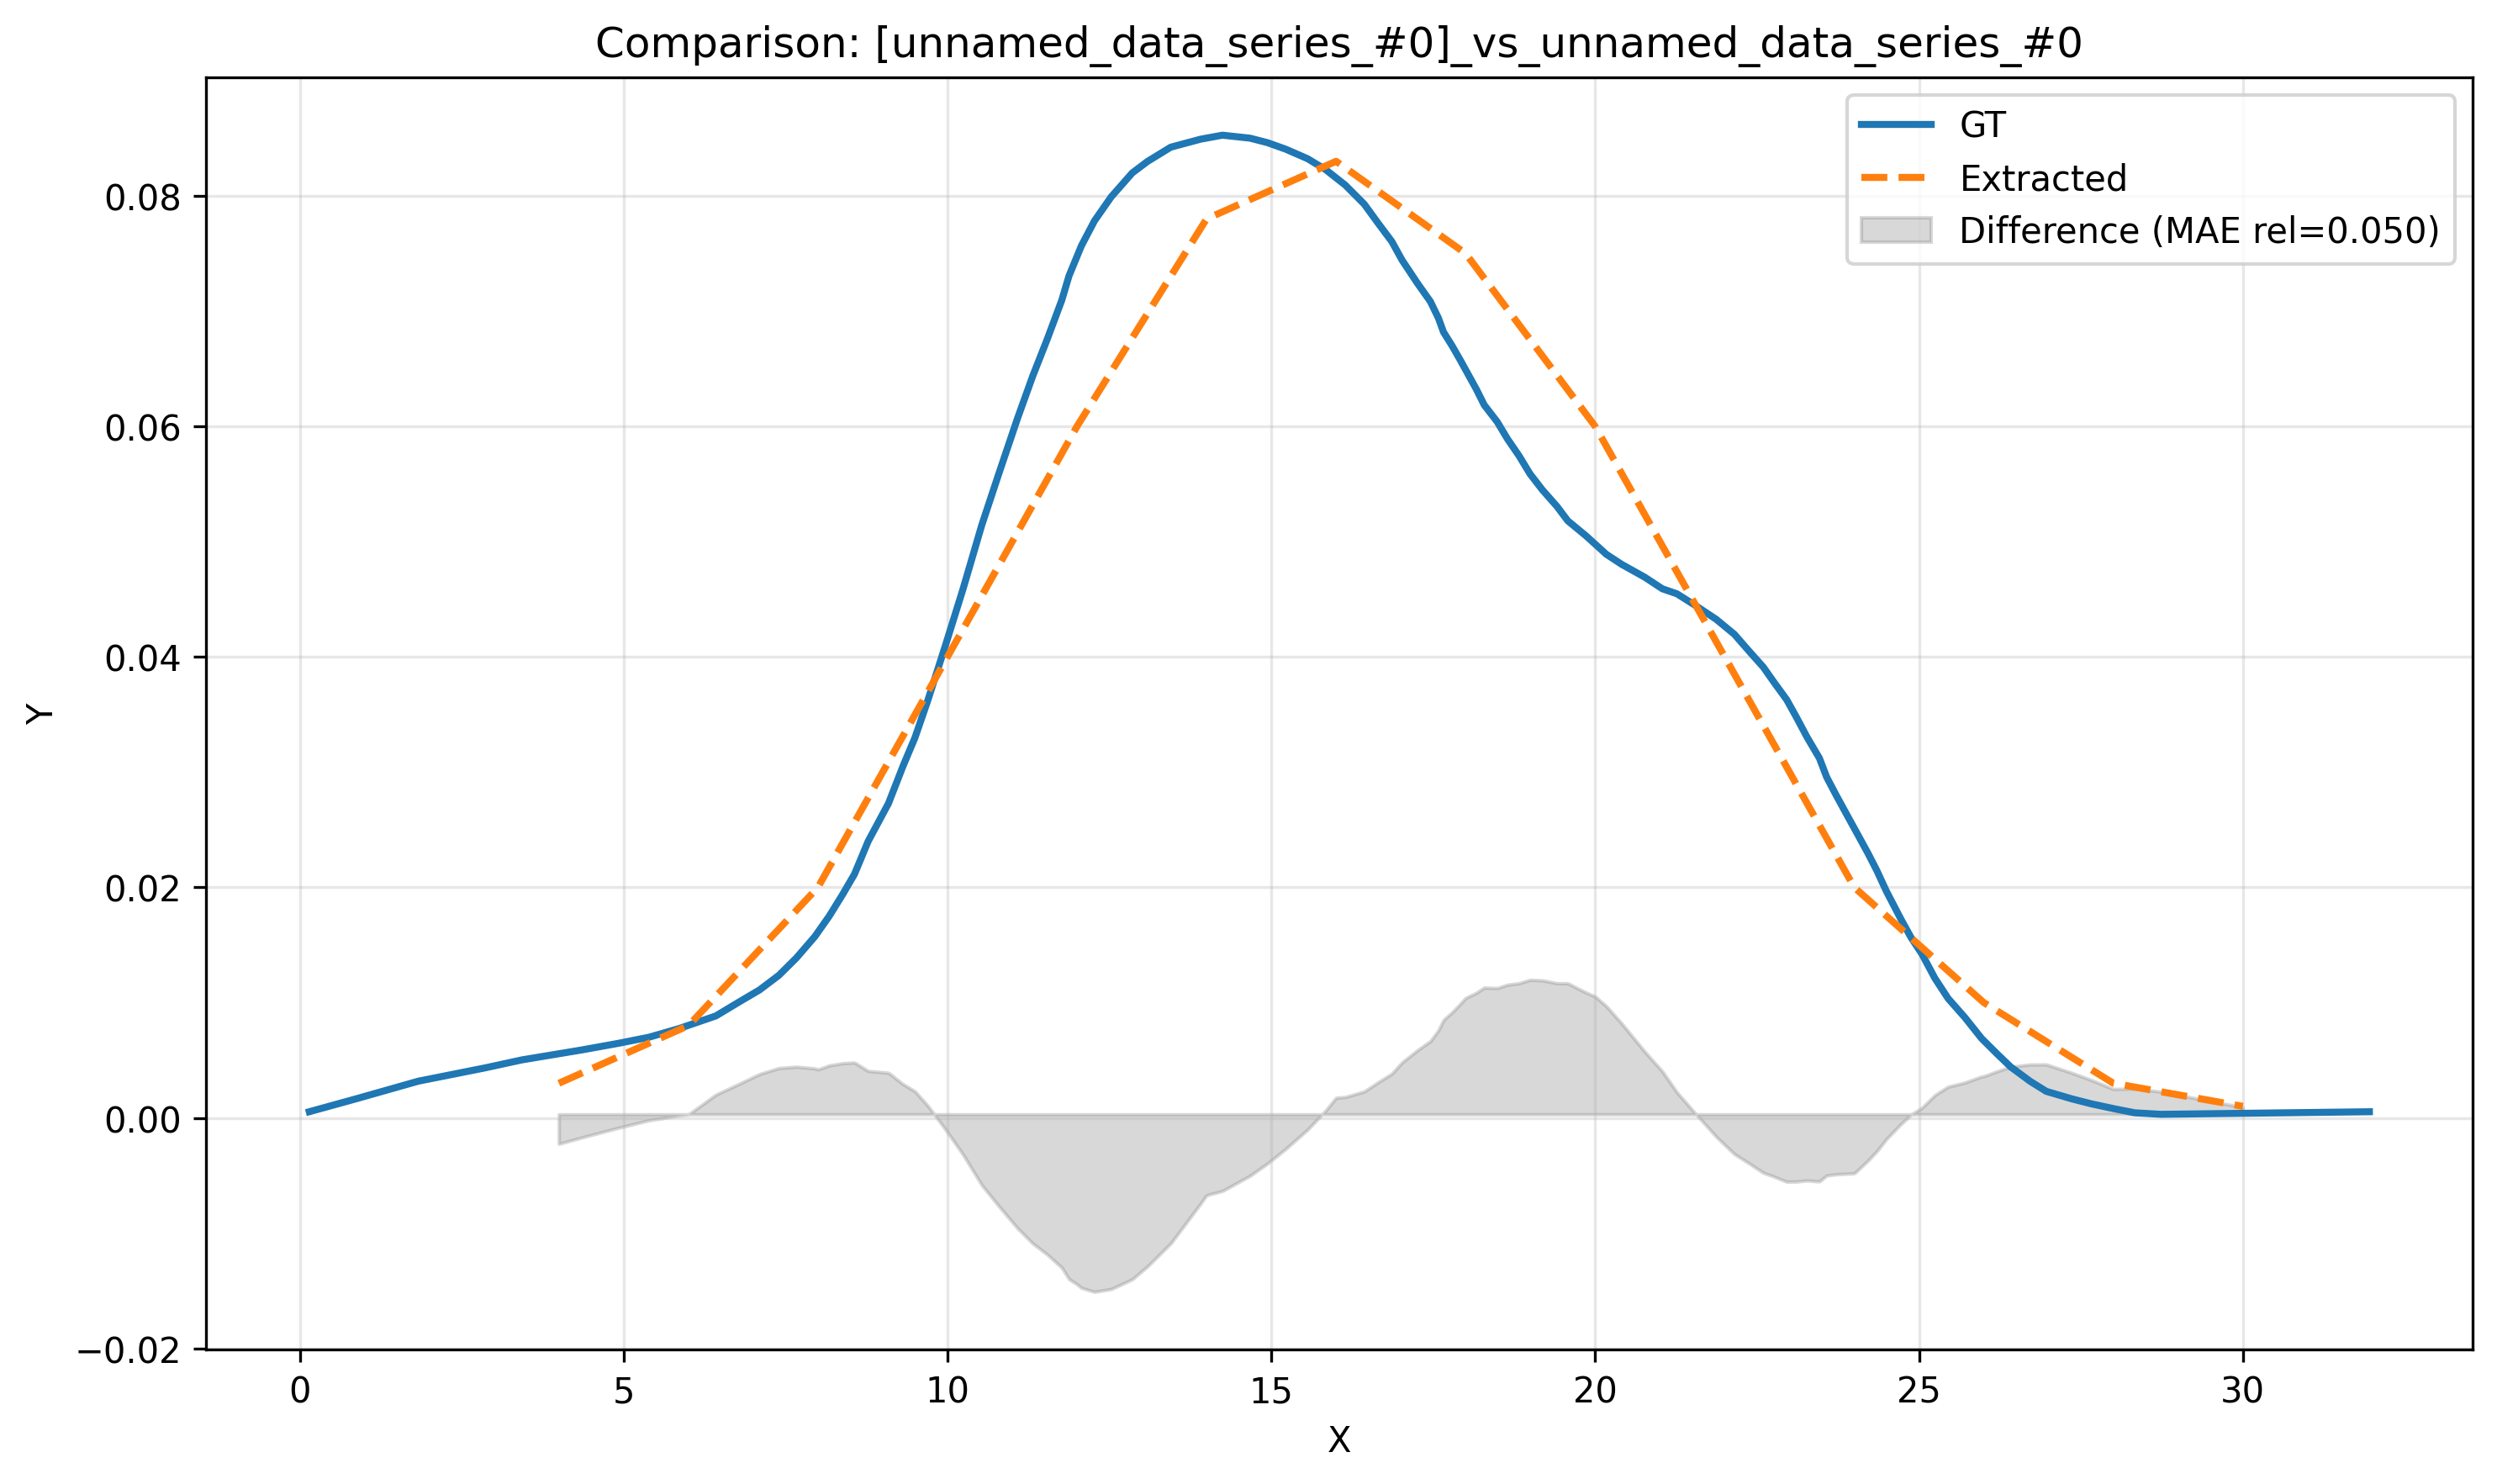 Comparison: [unnamed_data_series_#0]_vs_unnamed_data_series_#0
GT
Extracted
Difference (MAE rel=0.050)
Y
0.08
0.06
0.04
0.02
0.00
−0.02
0 5 10 15 20 25 30
X